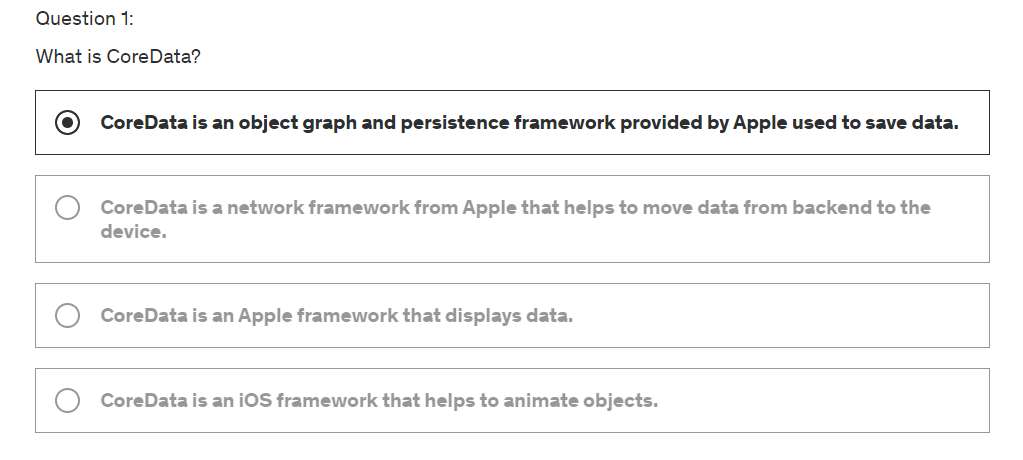 Question 1:
What is CoreData?
CoreData is an object graph and persistence framework provided by Apple used to save data.
CoreData is a network framework from Apple that helps to move data from backend to the
device.
CoreData is an Apple framework that displays data.
CoreData is an iOS framework that helps to animate objects.